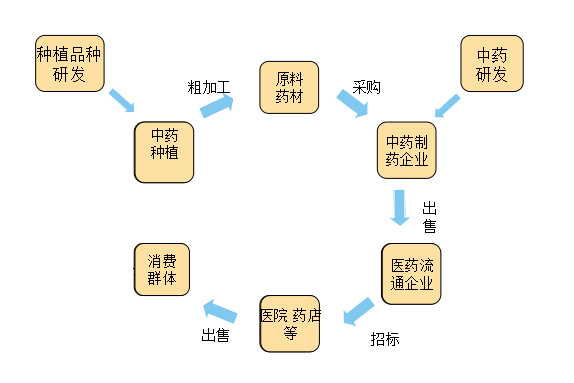 种植品种
研发
中药
种植
粗加工
原料
药材
采购
中药
研发
中药制
药企业
出
售
医药流
通企业
招标
医院 药店
等
出售
消费
群体